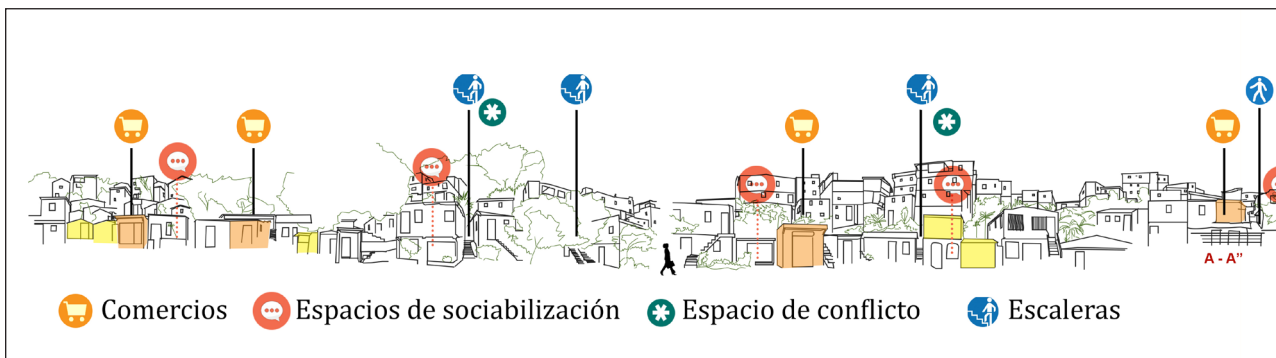 A - A"
Comercios
Espacios de sociabilización
Espacio de conflicto
Escaleras